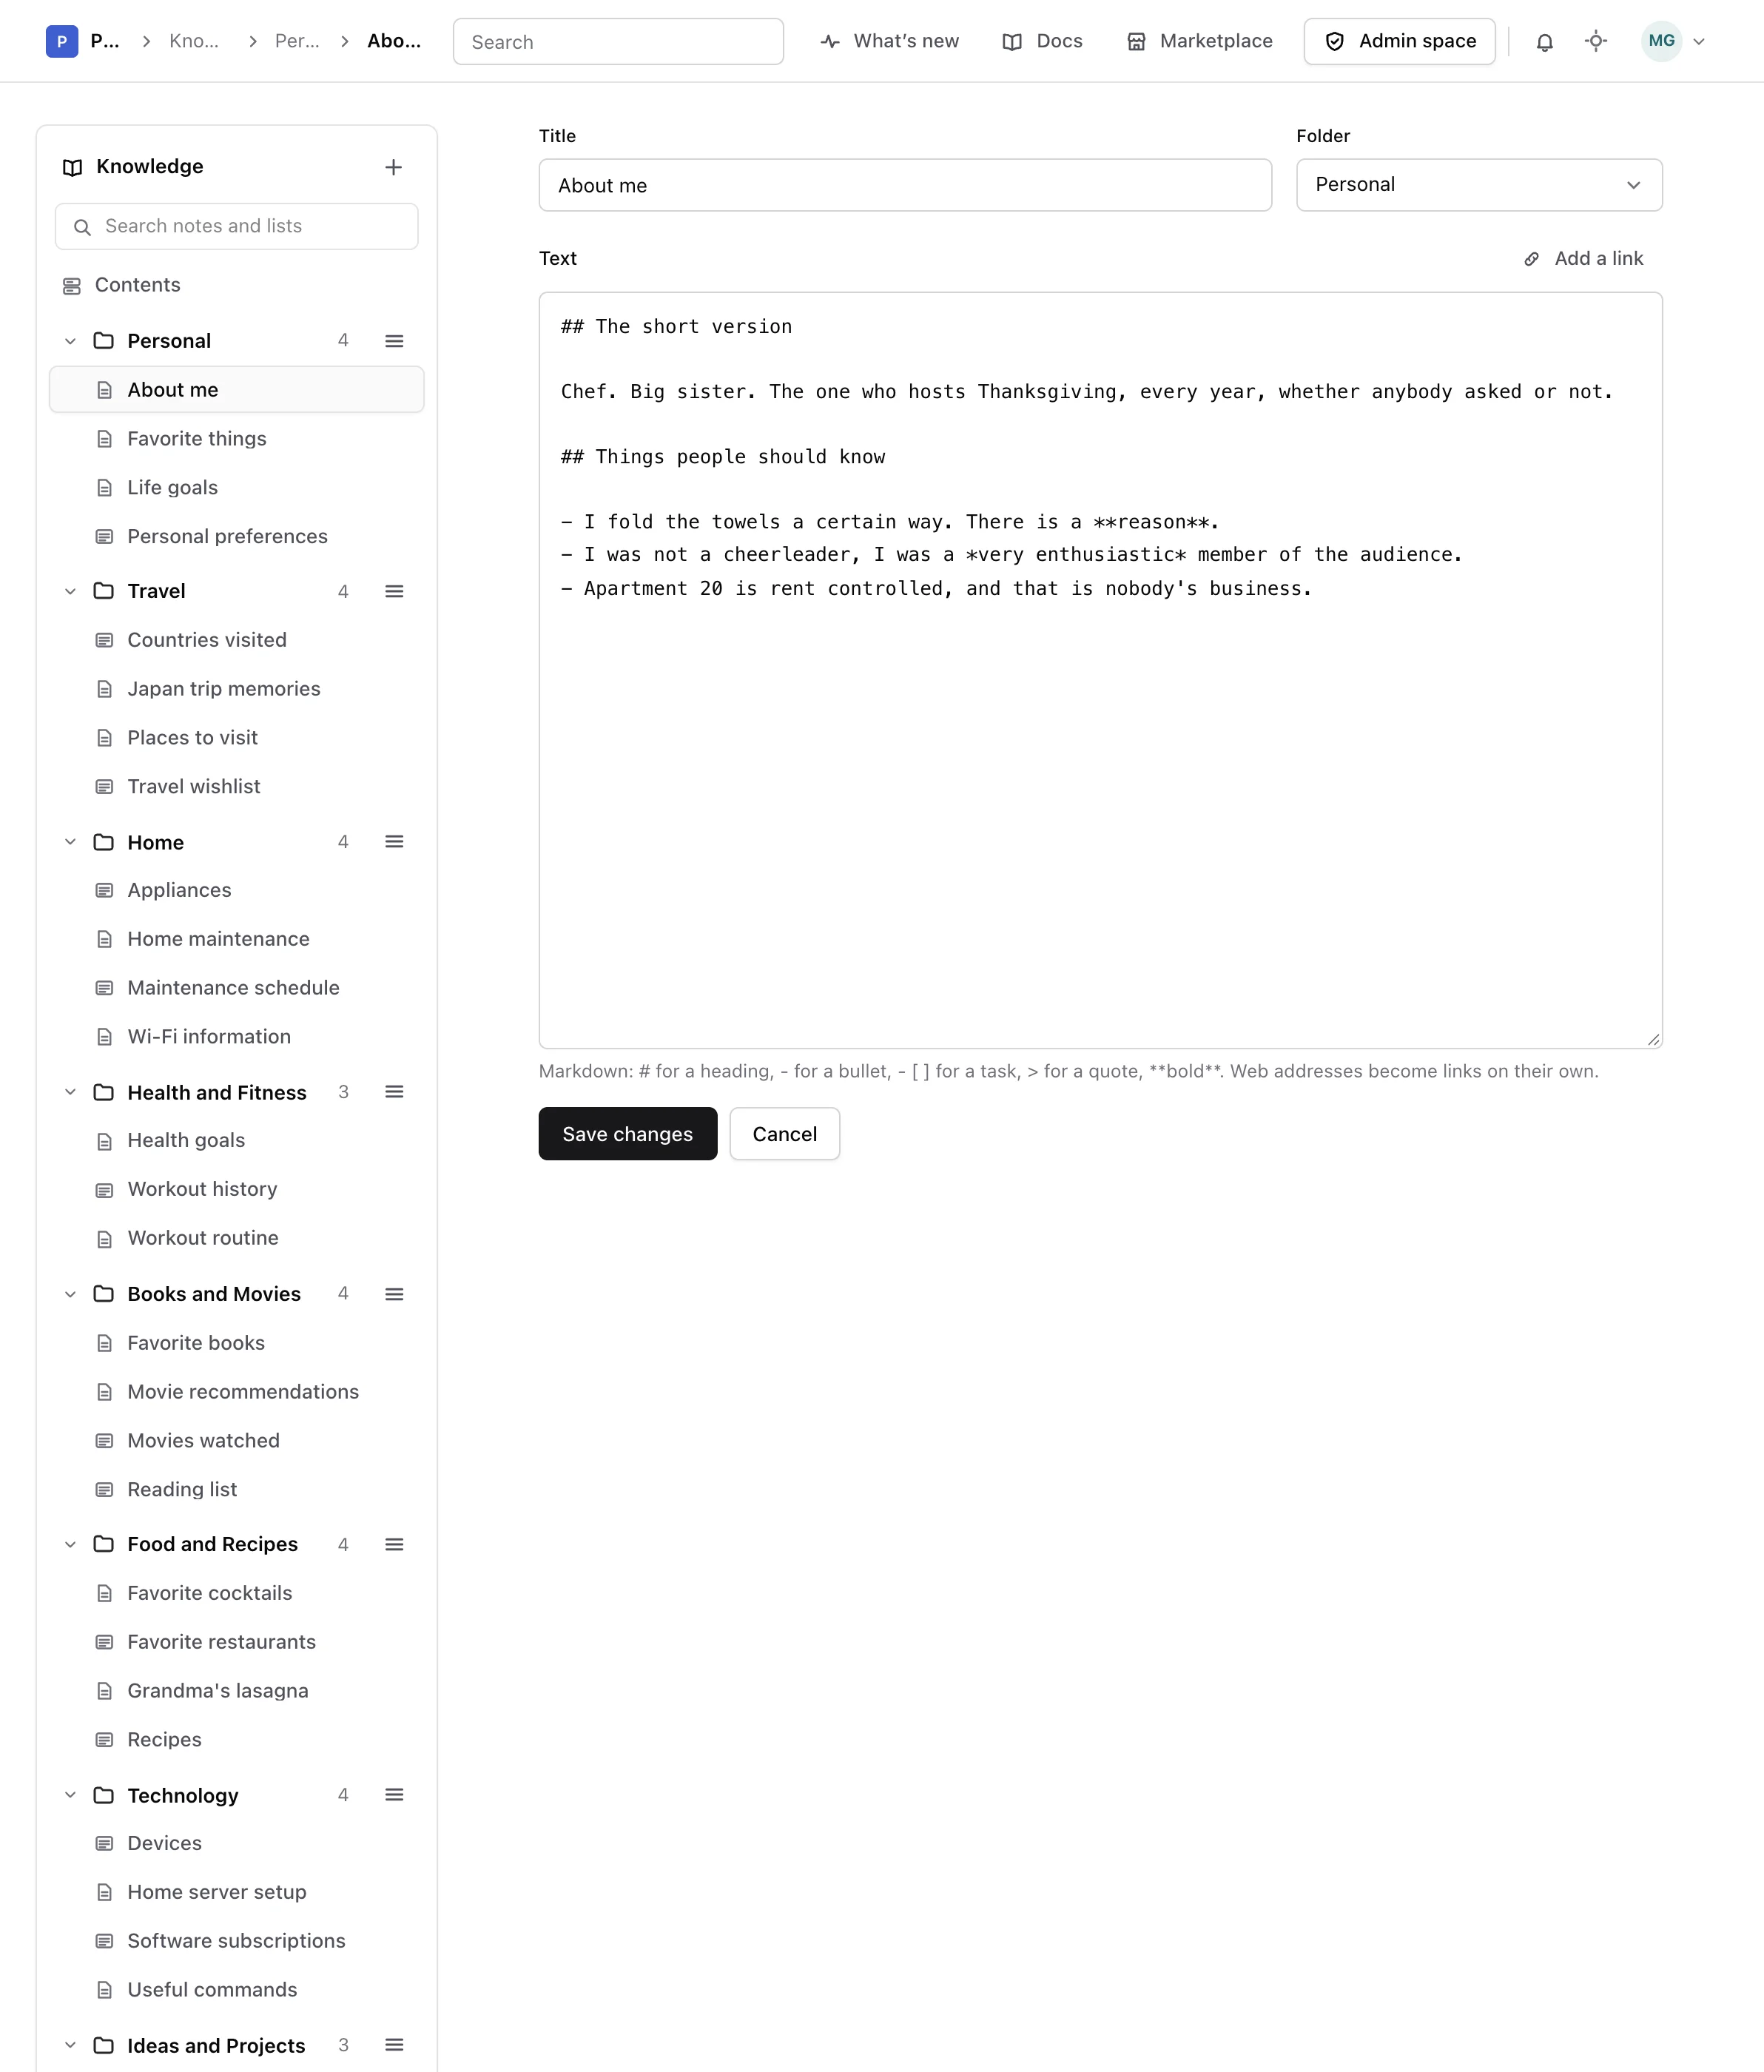 P P... Kno... Per... Abo... Search What's new Docs Marketplace Admin space MG
Knowledge
Search notes and lists
Contents
Personal 4
About me
Favorite things
Life goals
Personal preferences
Travel 4
Countries visited
Japan trip memories
Places to visit
Travel wishlist
Home 4
Appliances
Home maintenance
Maintenance schedule
Wi-Fi information
Health and Fitness 3
Health goals
Workout history
Workout routine
Books and Movies 4
Favorite books
Movie recommendations
Movies watched
Reading list
Food and Recipes 4
Favorite cocktails
Favorite restaurants
Grandma's lasagna
Recipes
Technology 4
Devices
Home server setup
Software subscriptions
Useful commands
Ideas and Projects 3
Title
About me
Folder
Personal
Text
Add a link
## The short version
Chef. Big sister. The one who hosts Thanksgiving, every year, whether anybody asked or not.
## Things people should know
- I fold the towels a certain way. There is a **reason**.
- I was not a cheerleader, I was a *very enthusiastic* member of the audience.
- Apartment 20 is rent controlled, and that is nobody's business.
Markdown: # for a heading, - for a bullet, - [ ] for a task, > for a quote, **bold**. Web addresses become links on their own.
Save changes
Cancel